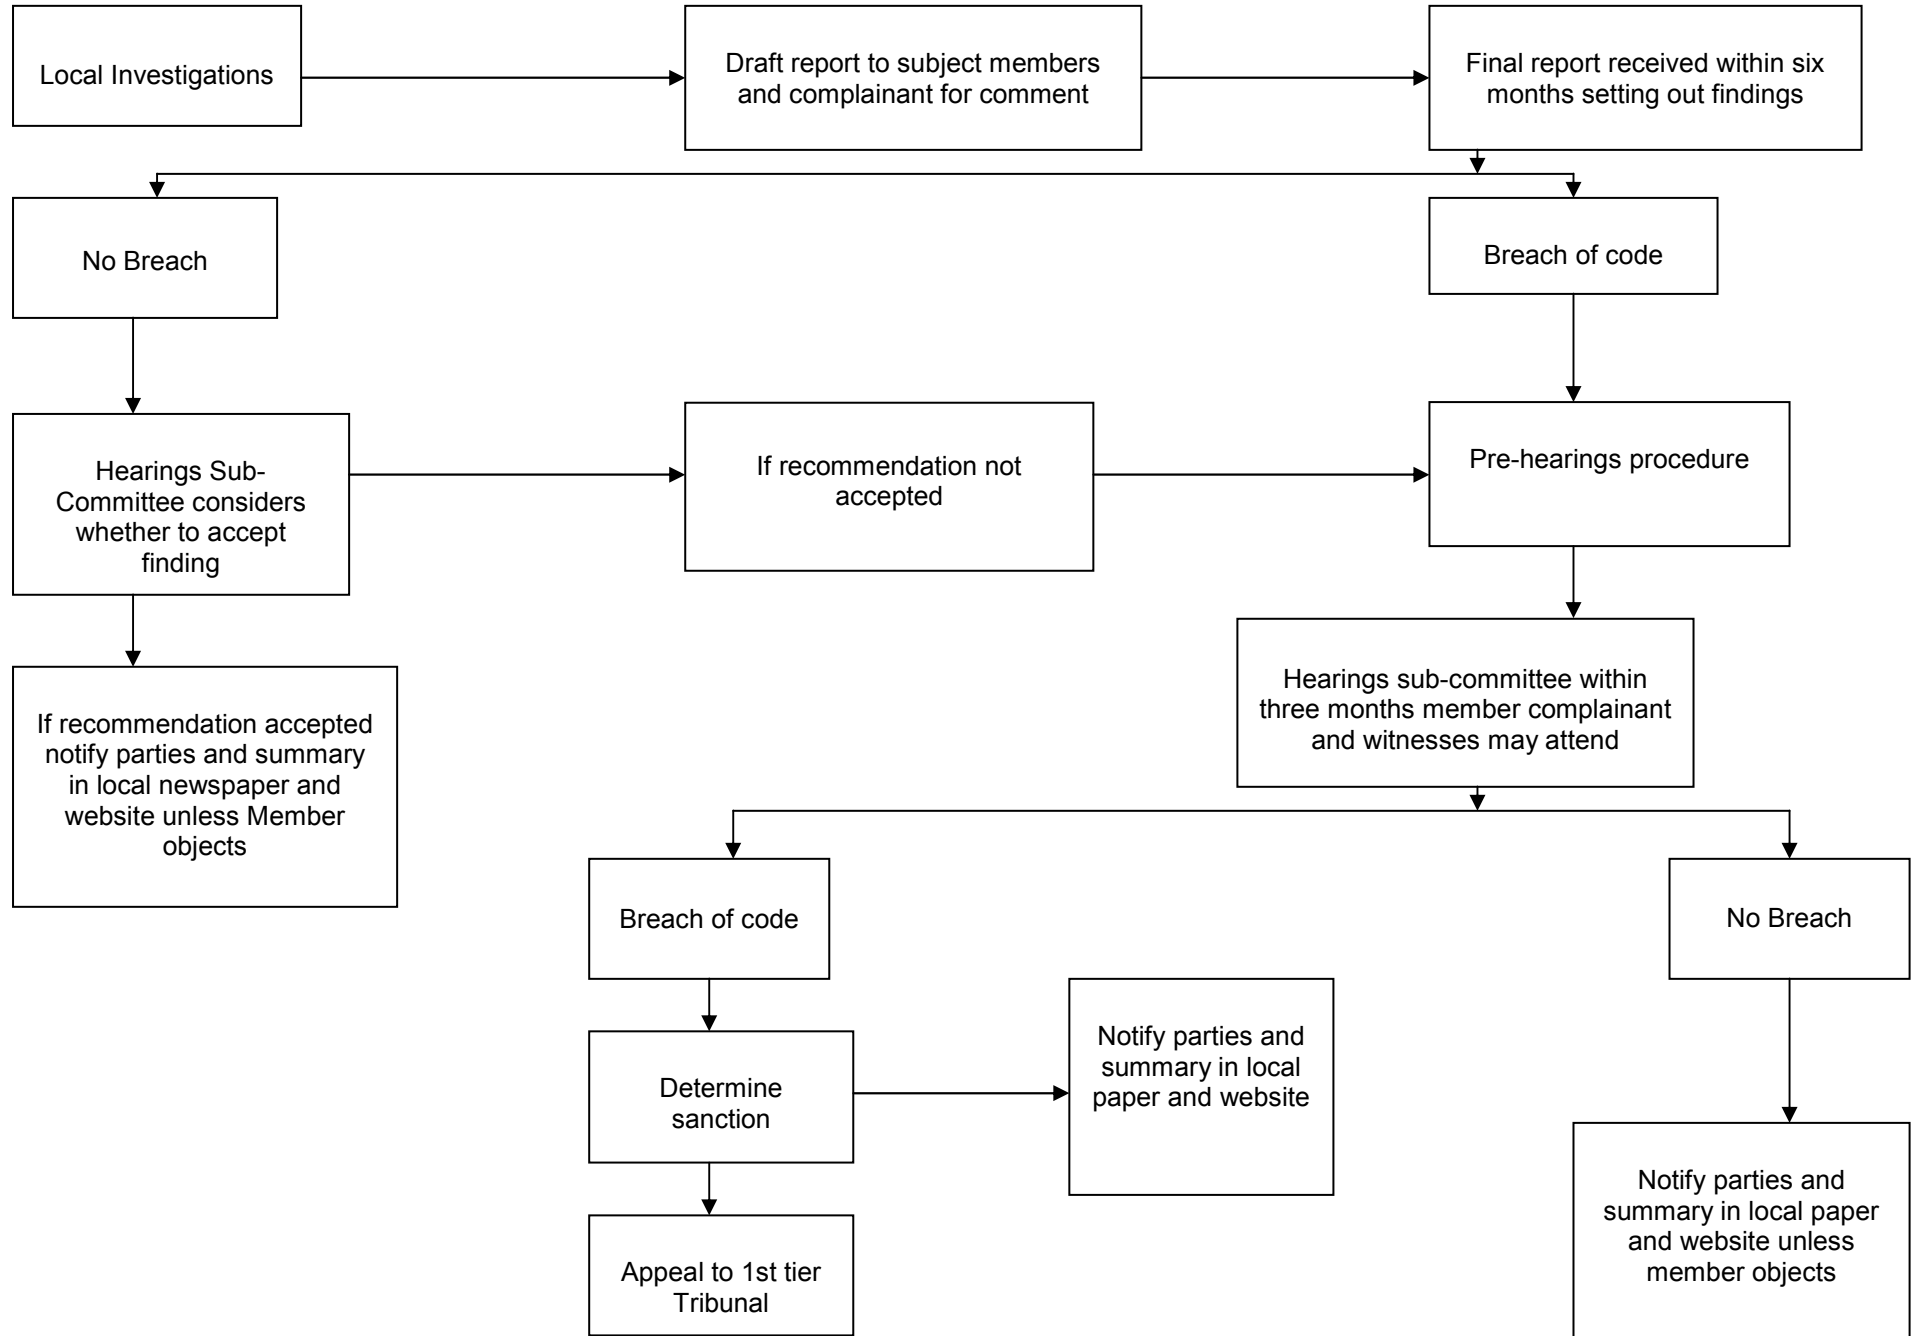 Local Investigations
Draft report to subject members
and complainant for comment
Final report received within six
months setting out findings
No Breach
Breach of code
Hearings Sub-
Committee considers
whether to accept
finding
If recommendation not
accepted
Pre-hearings procedure
If recommendation accepted
notify parties and summary
in local newspaper and
website unless Member
objects
Hearings sub-committee within
three months member complainant
and witnesses may attend
Breach of code
No Breach
Determine
sanction
Notify parties and
summary in local
paper and website
Appeal to 1st tier
Tribunal
Notify parties and
summary in local paper
and website unless
member objects